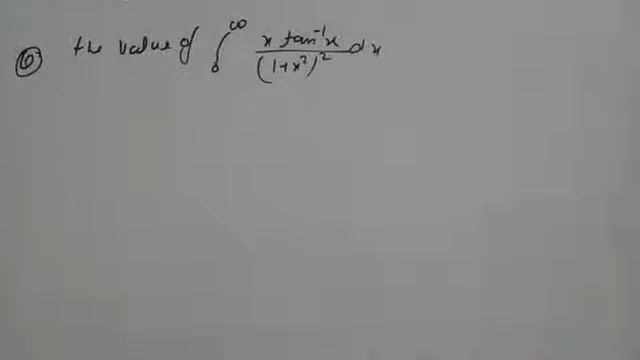 ⑥ the value of ∫₀^∞ x tan⁻¹x / (1+x²)² dx